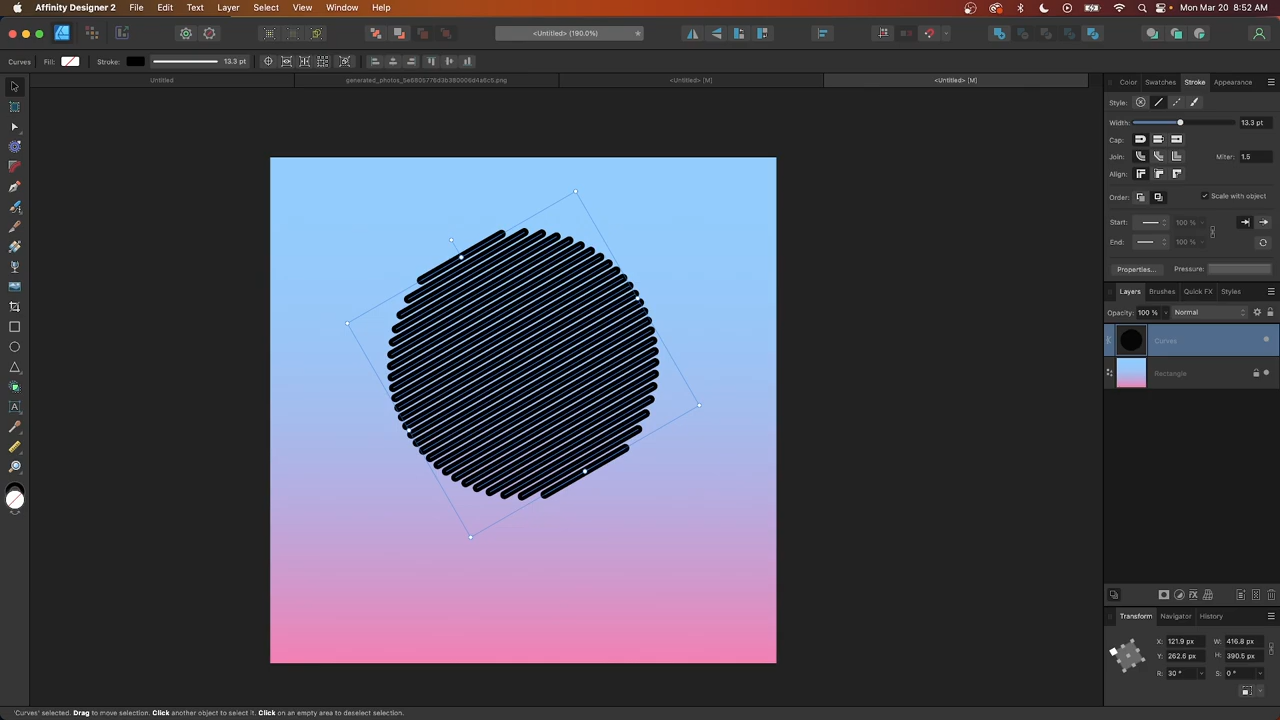 Affinity Designer 2 File Edit Text Layer Select View Window Help Mon Mar 20 8:52 AM
<Untitled> (190.0%)
Curves Fill: Stroke: 13.3 pt
Untitled generated_photos_5e6805776d3b380006d4a6c5.png <Untitled> [M] <Untitled> [M]
Color Swatches Stroke Appearance
Style:
Width: 13.3 pt
Cap:
Join: Miter: 1.5
Align:
Order: Scale with object
Start: 100 %
End: 100 %
Properties... Pressure:
Layers Brushes Quick FX Styles
Opacity: 100 % Normal
Curves
Rectangle
Transform Navigator History
X: 121.9 px W: 416.8 px
Y: 262.6 px H: 390.5 px
R: 30 ° S: 0 °
'Curves' selected. Drag to move selection. Click another object to select it. Click on an empty area to deselect selection.